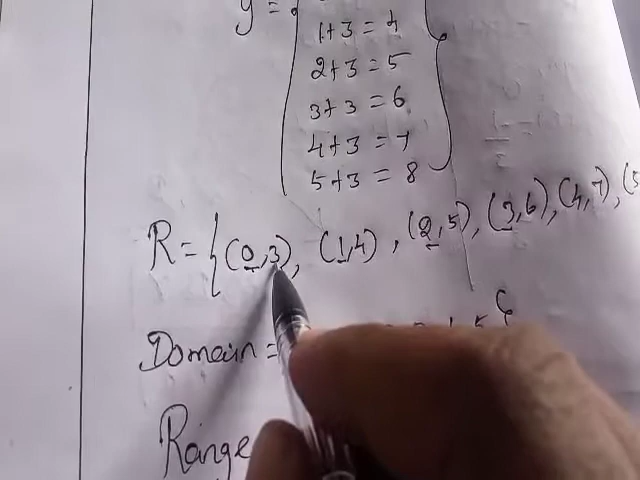 y =
1+3 = 4
2+3 = 5
3+3 = 6
4+3 = 7
5+3 = 8
R = { (0,3), (1,4), (2,5), (3,6), (4,7), (5
Domain =
Range